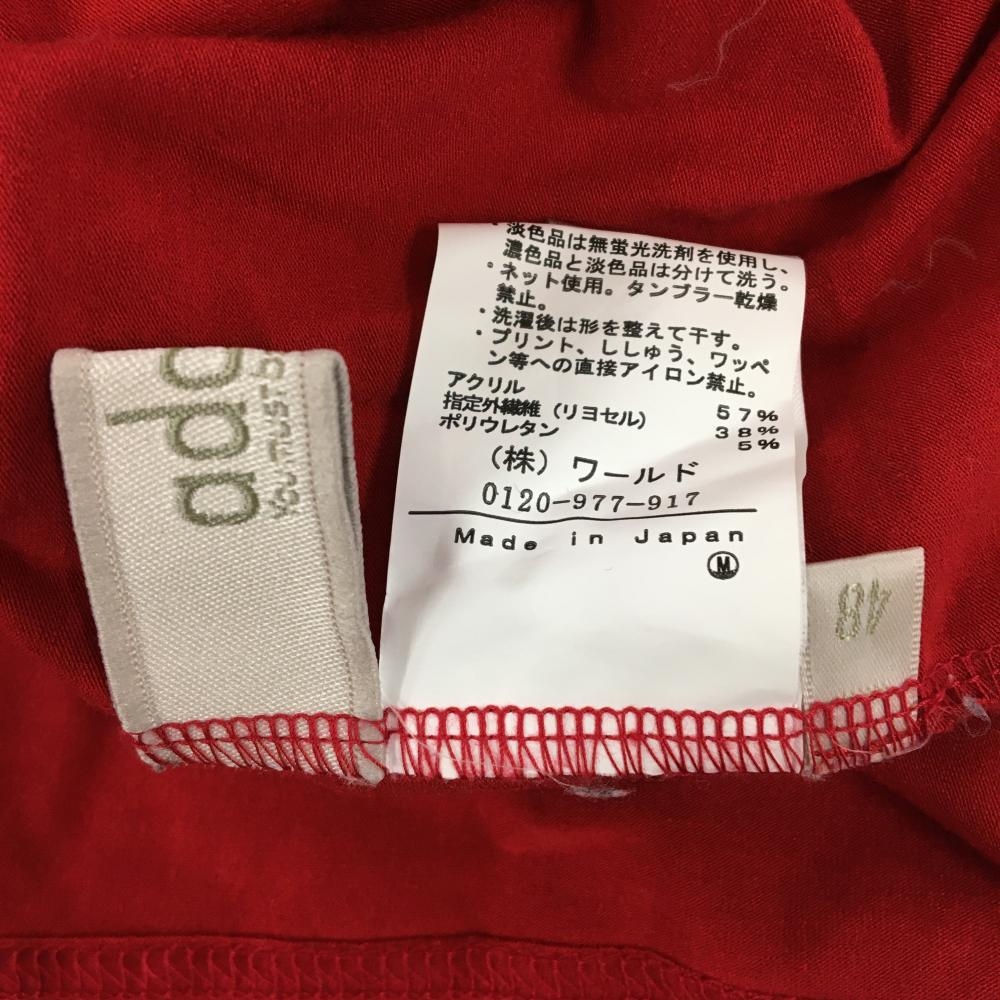 ・淡色品は無蛍光洗剤を使用し、
濃色品と淡色品は分けて洗う。
・ネット使用。タンブラー乾燥
禁止。
・洗濯後は形を整えて干す。
・プリント、ししゅう、ワッペ
ン等への直接アイロン禁止。
アクリル 57%
指定外繊維（リヨセル） 38%
ポリウレタン 5%
（株）ワールド
0120-977-917
Made in Japan
M
48